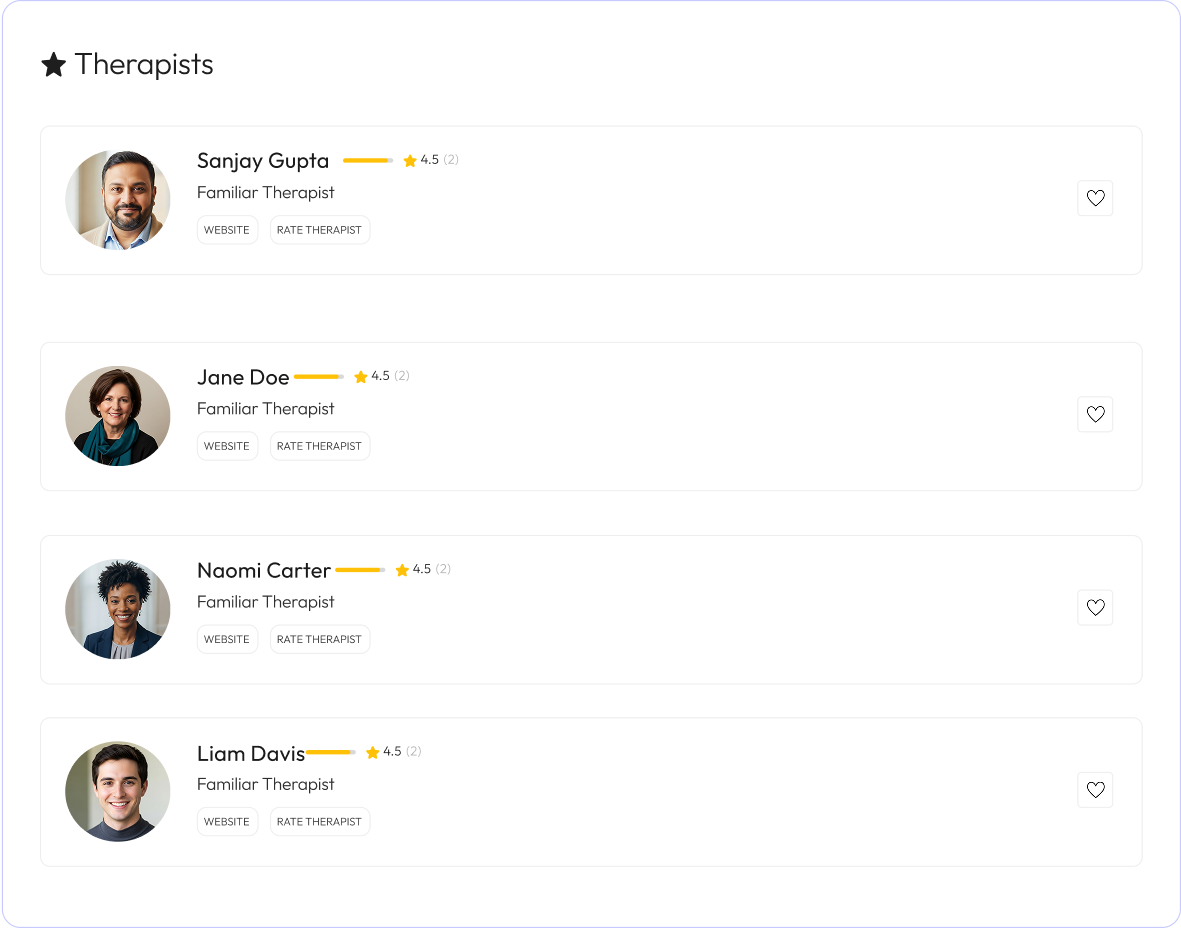 Therapists
Sanjay Gupta 4.5 (2)
Familiar Therapist
WEBSITE RATE THERAPIST
Jane Doe 4.5 (2)
Familiar Therapist
WEBSITE RATE THERAPIST
Naomi Carter 4.5 (2)
Familiar Therapist
WEBSITE RATE THERAPIST
Liam Davis 4.5 (2)
Familiar Therapist
WEBSITE RATE THERAPIST